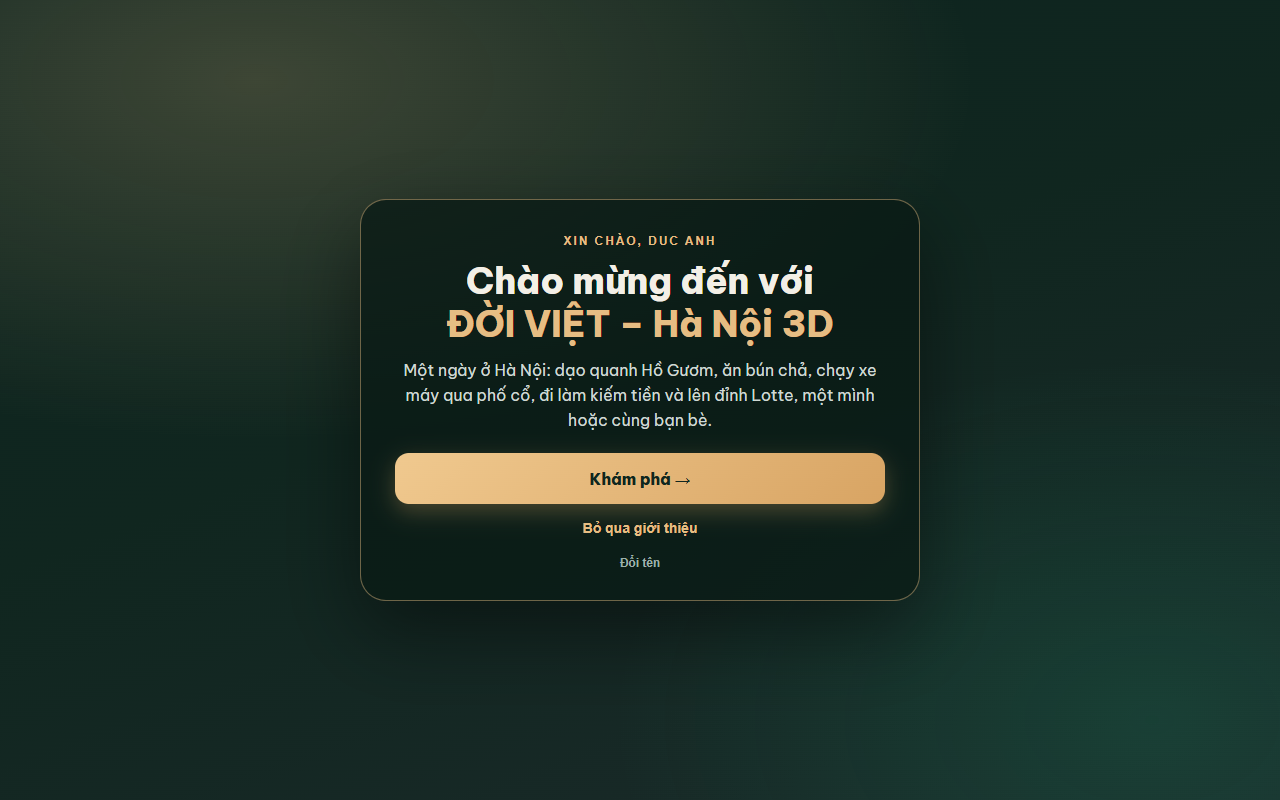 XIN CHÀO, DUC ANH
Chào mừng đến với
ĐỜI VIỆT – Hà Nội 3D
Một ngày ở Hà Nội: dạo quanh Hồ Gươm, ăn bún chả, chạy xe
máy qua phố cổ, đi làm kiếm tiền và lên đỉnh Lotte, một mình
hoặc cùng bạn bè.
Khám phá →
Bỏ qua giới thiệu
Đổi tên